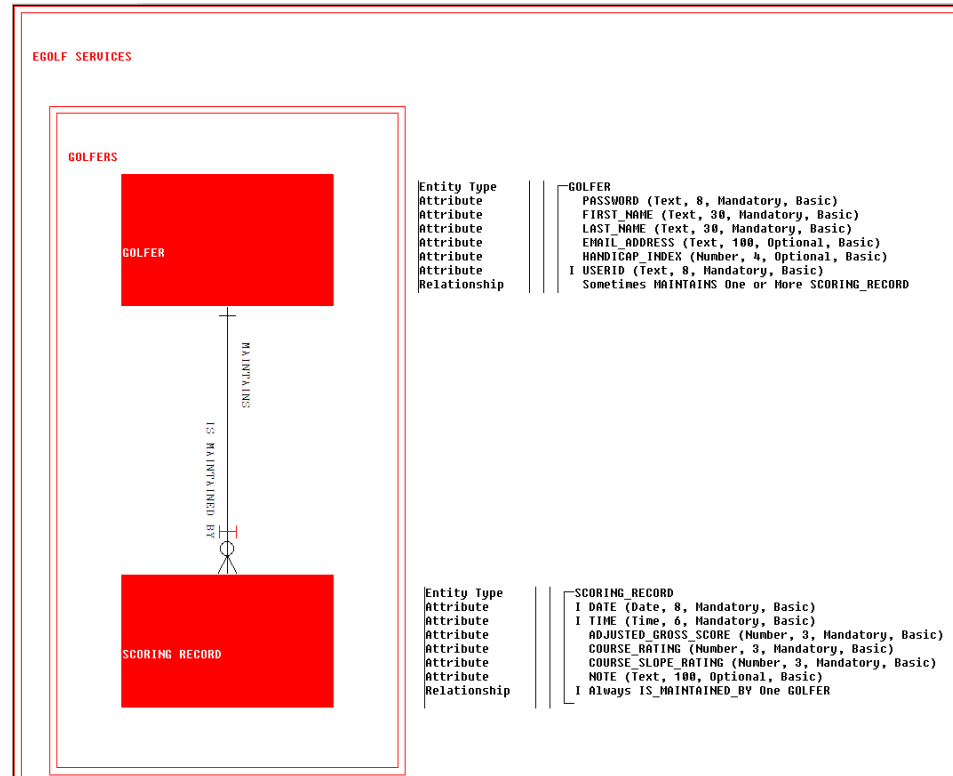 EGOLF SERVICES
GOLFERS
GOLFER
Entity Type GOLFER
Attribute PASSWORD (Text, 8, Mandatory, Basic)
Attribute FIRST_NAME (Text, 30, Mandatory, Basic)
Attribute LAST_NAME (Text, 30, Mandatory, Basic)
Attribute EMAIL_ADDRESS (Text, 100, Optional, Basic)
Attribute HANDICAP_INDEX (Number, 4, Optional, Basic)
Attribute I USERID (Text, 8, Mandatory, Basic)
Relationship Sometimes MAINTAINS One or More SCORING_RECORD
MAINTAINS
IS MAINTAINED BY
SCORING RECORD
Entity Type SCORING_RECORD
Attribute I DATE (Date, 8, Mandatory, Basic)
Attribute I TIME (Time, 6, Mandatory, Basic)
Attribute ADJUSTED_GROSS_SCORE (Number, 3, Mandatory, Basic)
Attribute COURSE_RATING (Number, 3, Mandatory, Basic)
Attribute COURSE_SLOPE_RATING (Number, 3, Mandatory, Basic)
Attribute NOTE (Text, 100, Optional, Basic)
Relationship I Always IS_MAINTAINED_BY One GOLFER